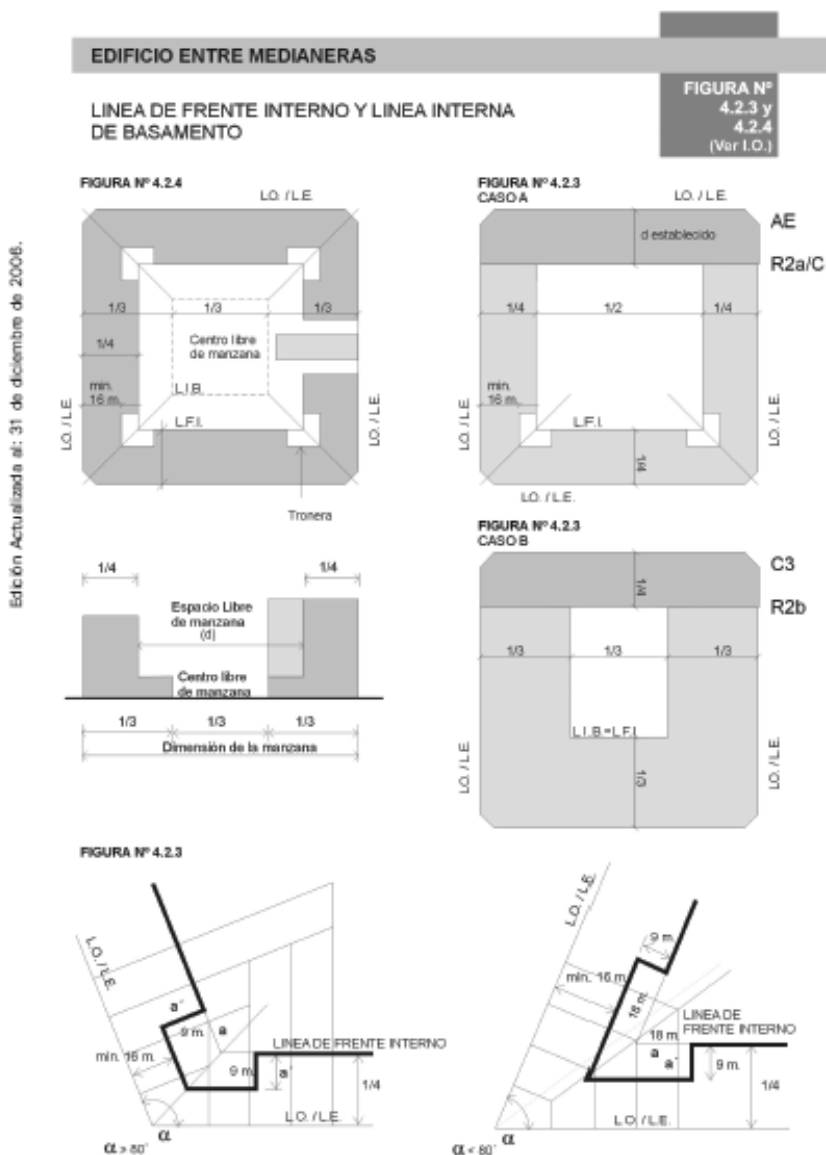 EDIFICIO ENTRE MEDIANERAS
LINEA DE FRENTE INTERNO Y LINEA INTERNA
DE BASAMENTO
FIGURA Nº
4.2.3 y
4.2.4
(Ver I.O.)
Edición Actualizada al: 31 de diciembre de 2006.
FIGURA Nº 4.2.4
L.O. / L.E.
1/3
1/3
1/3
1/4
Centro libre
de manzana
min.
16 m.
L.I.B.
L.F.I.
L.O. / L.E.
L.O. / L.E.
Tronera
FIGURA Nº 4.2.3
CASO A
L.O. / L.E.
AE
d establecido
R2a/C
1/4
1/2
1/4
min.
16 m.
L.F.I.
1/4
L.O. / L.E.
L.O. / L.E.
1/4
1/4
Espacio Libre
de manzana
(d)
Centro libre
de manzana
1/3
1/3
1/3
Dimensión de la manzana
FIGURA Nº 4.2.3
CASO B
C3
1/4
R2b
1/3
1/3
1/3
L.I.B=L.F.I.
1/3
L.O. / L.E.
L.O. / L.E.
FIGURA Nº 4.2.3
L.O. / L.E.
a´
9 m.
a
min. 16 m.
LINEA DE FRENTE INTERNO
9 m.
a´
1/4
L.O. / L.E.
α
α > 80°
L.O. / L.E.
9 m.
min. 16 m.
18 m.
LINEA DE
FRENTE INTERNO
18 m.
a
a´
9 m.
1/4
L.O. / L.E.
α
α < 80°